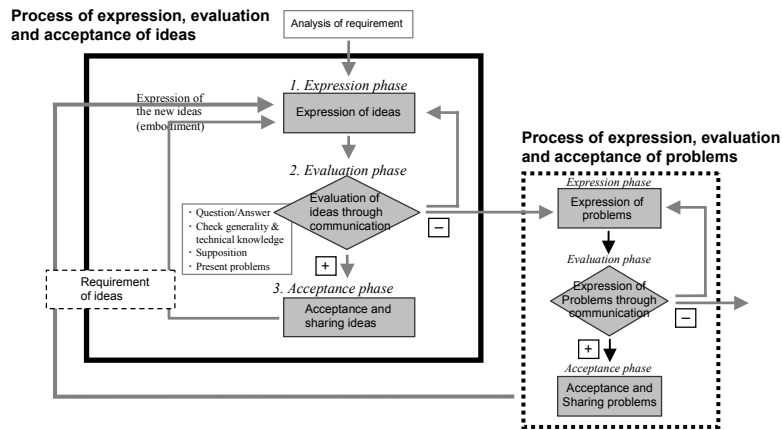 Process of expression, evaluation
and acceptance of ideas
Analysis of requirement
1. Expression phase
Expression of
the new ideas
(embodiment)
Expression of ideas
2. Evaluation phase
Evaluation of
ideas through
communication
・ Question/Answer
・ Check generality &
technical knowledge
・ Supposition
・ Present problems
−
+
3. Acceptance phase
Requirement
of ideas
Acceptance and
sharing ideas
Process of expression, evaluation
and acceptance of problems
Expression phase
Expression of
problems
Evaluation phase
Expression of
Problems through
communication
−
+
Acceptance phase
Acceptance and
Sharing problems